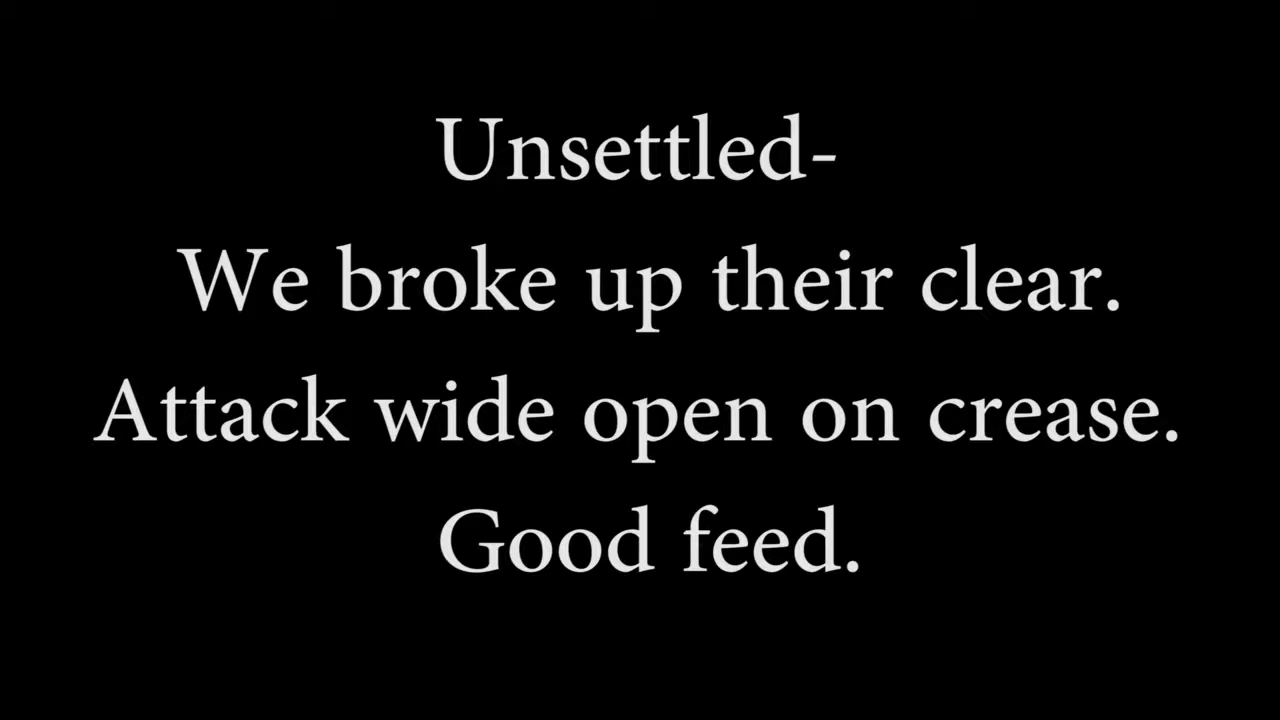 Unsettled-
We broke up their clear.
Attack wide open on crease.
Good feed.